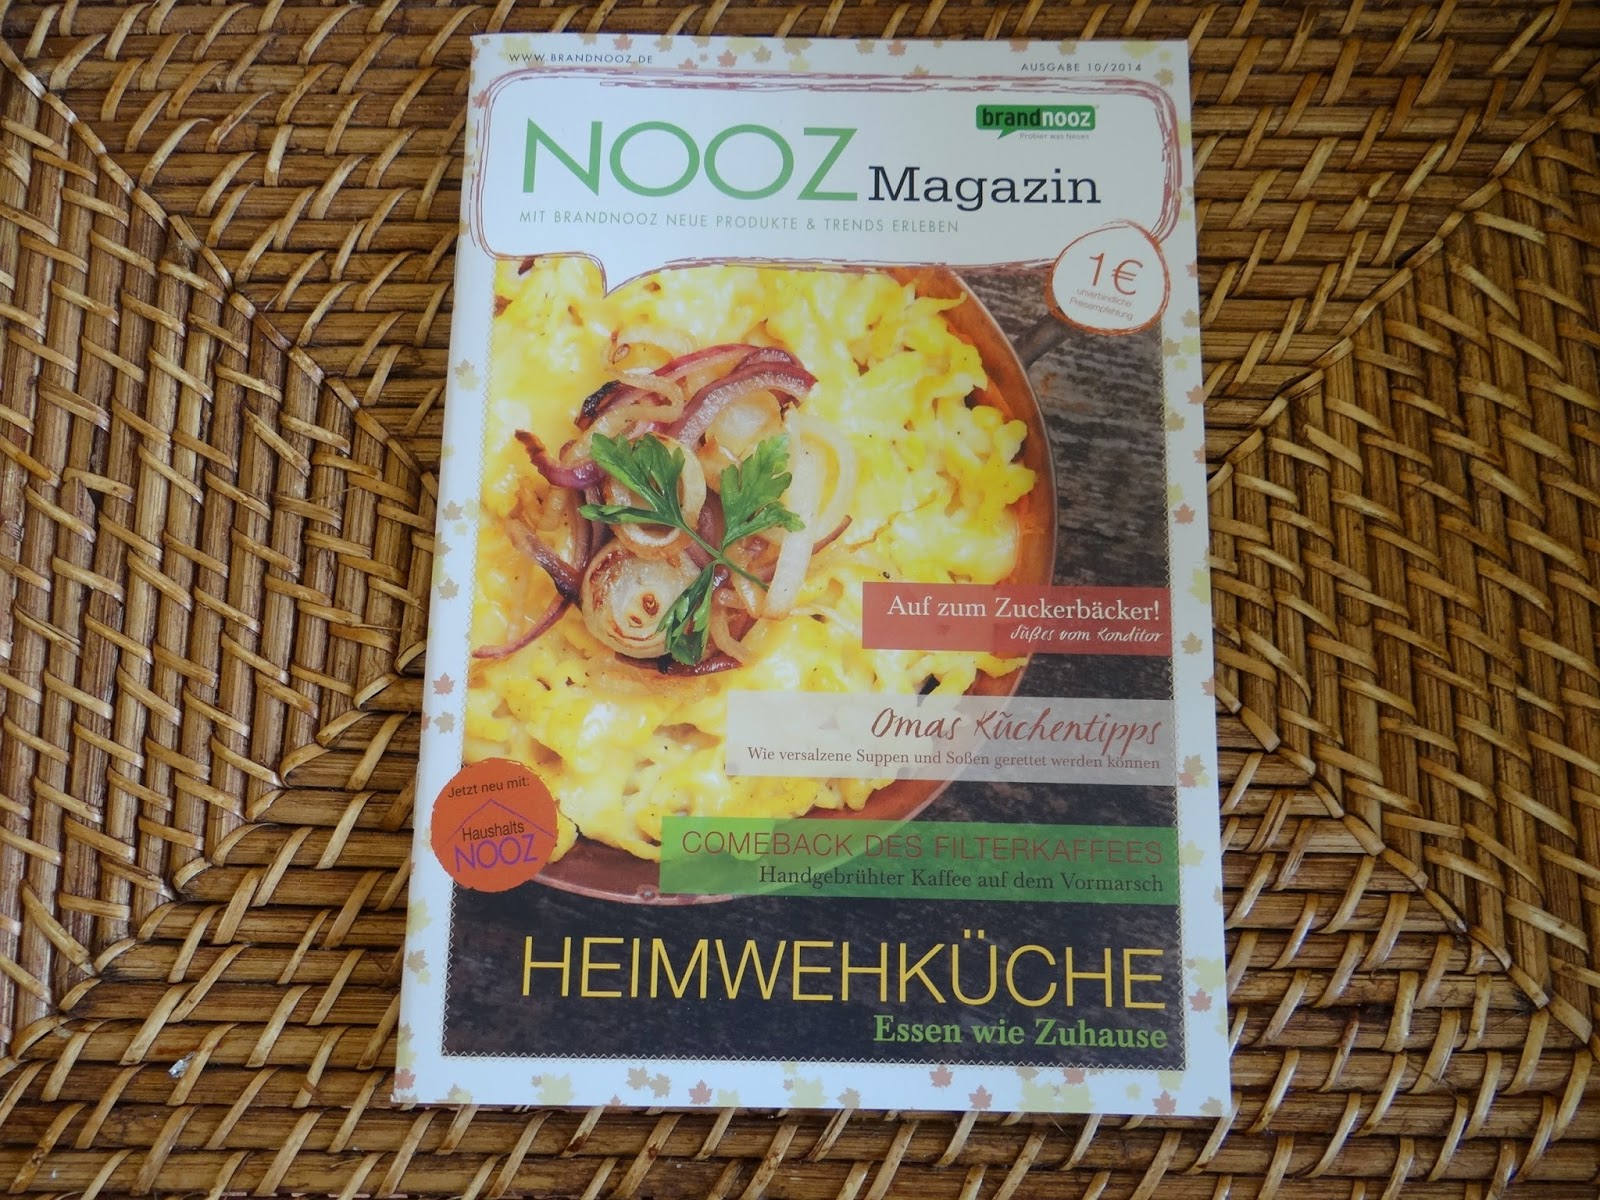 WWW.BRANDNOOZ.DE
AUSGABE 10/2014
brandnooz
Probier was Neues
NOOZ Magazin
MIT BRANDNOOZ NEUE PRODUKTE & TRENDS ERLEBEN
1€
unverbindliche
Preisempfehlung
Auf zum Zuckerbäcker!
Süßes vom Konditor
Omas Küchentipps
Wie versalzene Suppen und Soßen gerettet werden können
Jetzt neu mit:
Haushalts
NOOZ
COMEBACK DES FILTERKAFFEES
Handgebrühter Kaffee auf dem Vormarsch
HEIMWEHKÜCHE
Essen wie Zuhause